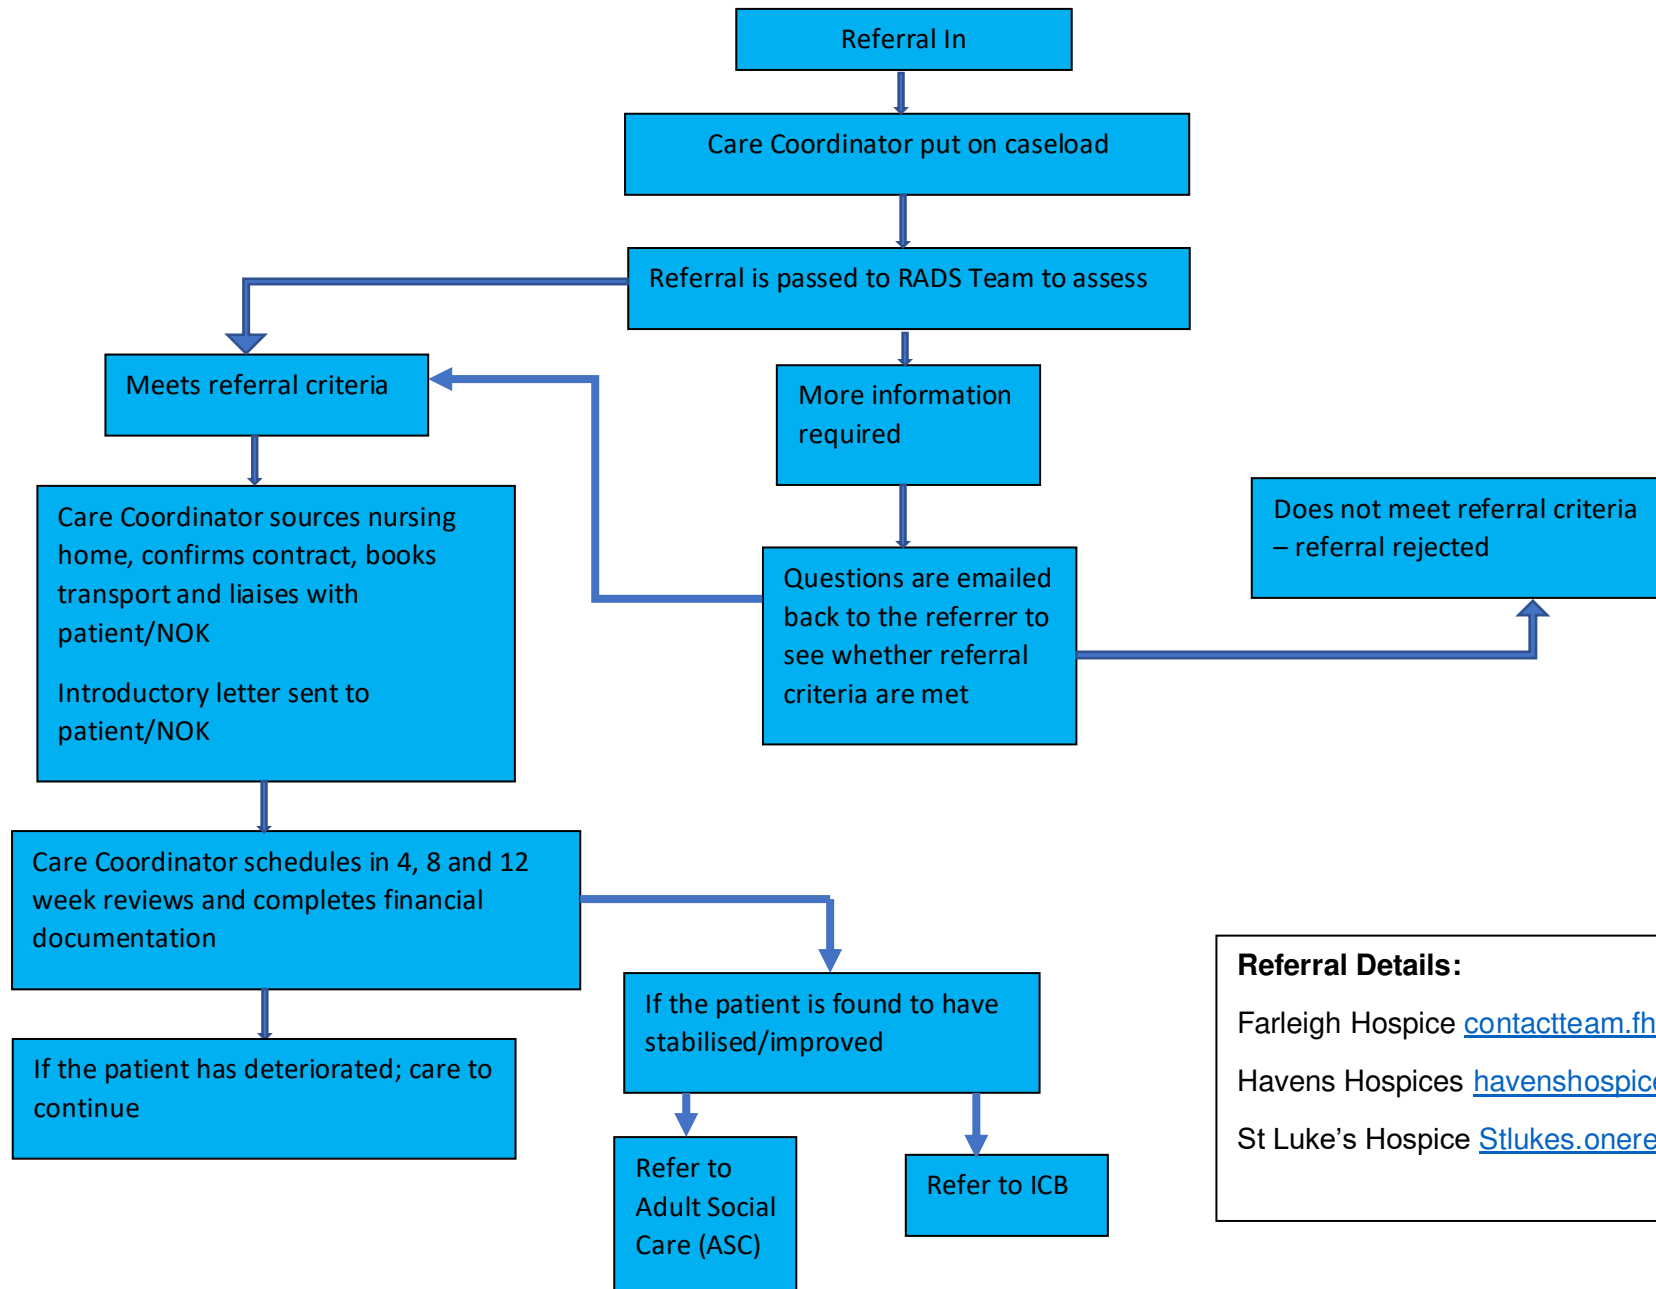 Referral In
Care Coordinator put on caseload
Referral is passed to RADS Team to assess
Meets referral criteria
More information
required
Care Coordinator sources nursing
home, confirms contract, books
transport and liaises with
patient/NOK
Introductory letter sent to
patient/NOK
Questions are emailed
back to the referrer to
see whether referral
criteria are met
Does not meet referral criteria
– referral rejected
Care Coordinator schedules in 4, 8 and 12
week reviews and completes financial
documentation
If the patient has deteriorated; care to
continue
If the patient is found to have
stabilised/improved
Refer to
Adult Social
Care (ASC)
Refer to ICB
Referral Details:
Farleigh Hospice contactteam.fh
Havens Hospices havenshospice
St Luke’s Hospice Stlukes.onere